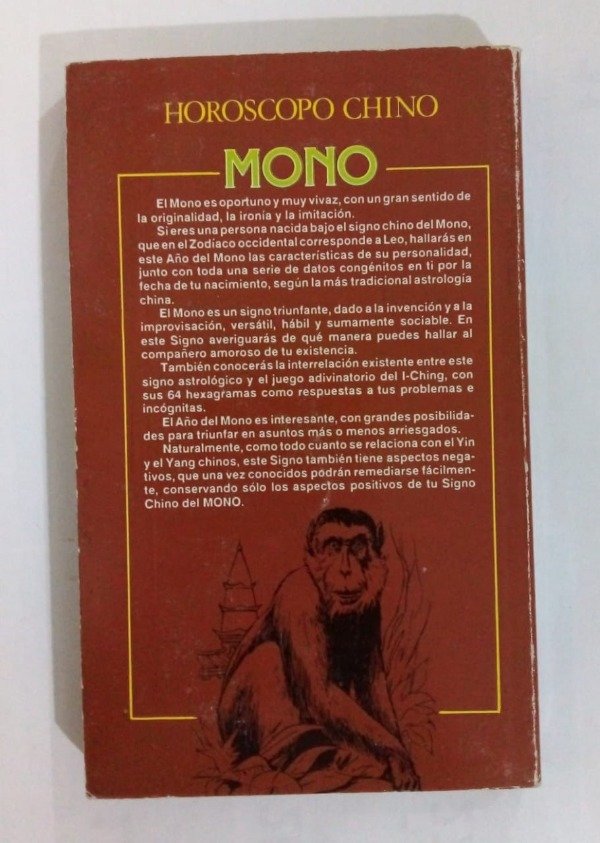 HOROSCOPO CHINO
MONO
El Mono es oportuno y muy vivaz, con un gran sentido de
la originalidad, la ironía y la imitación.
Si eres una persona nacida bajo el signo chino del Mono,
que en el Zodíaco occidental corresponde a Leo, hallarás en
este Año del Mono las características de su personalidad,
junto con toda una serie de datos congénitos en ti por la
fecha de tu nacimiento, según la más tradicional astrología
china.
El Mono es un signo triunfante, dado a la invención y a la
improvisación, versátil, hábil y sumamente sociable. En
este Signo averiguarás de qué manera puedes hallar al
compañero amoroso de tu existencia.
También conocerás la interrelación existente entre este
signo astrológico y el juego adivinatorio del I-Ching, con
sus 64 hexagramas como respuestas a tus problemas e
incógnitas.
El Año del Mono es interesante, con grandes posibilida-
des para triunfar en asuntos más o menos arriesgados.
Naturalmente, como todo cuanto se relaciona con el Yin
y el Yang chinos, este Signo también tiene aspectos nega-
tivos, que una vez conocidos podrán remediarse fácilmen-
te, conservando sólo los aspectos positivos de tu Signo
Chino del MONO.